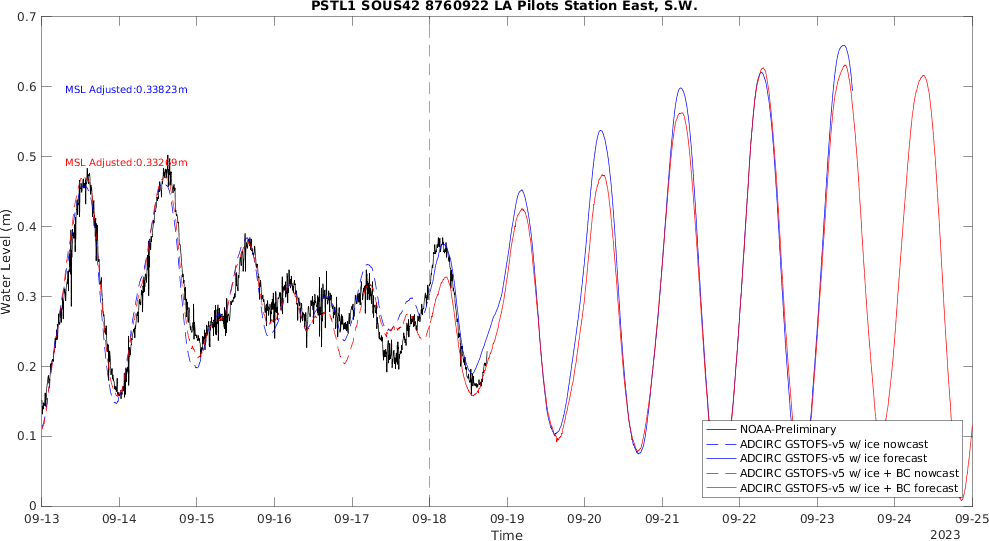 PSTL1 SOUS42 8760922 LA Pilots Station East, S.W.
0.7
0.6
0.5
0.4
0.3
0.2
0.1
0
Water Level (m)
MSL Adjusted:0.33823m
NOAA-Preliminary
ADCIRC GSTOFS-v5 w/ ice nowcast
ADCIRC GSTOFS-v5 w/ ice forecast
ADCIRC GSTOFS-v5 w/ ice + BC nowcast
ADCIRC GSTOFS-v5 w/ ice + BC forecast
09-13 09-14 09-15 09-16 09-17 09-18 09-19 09-20 09-21 09-22 09-23 09-24 09-25
Time
2023
MSL Adjusted: